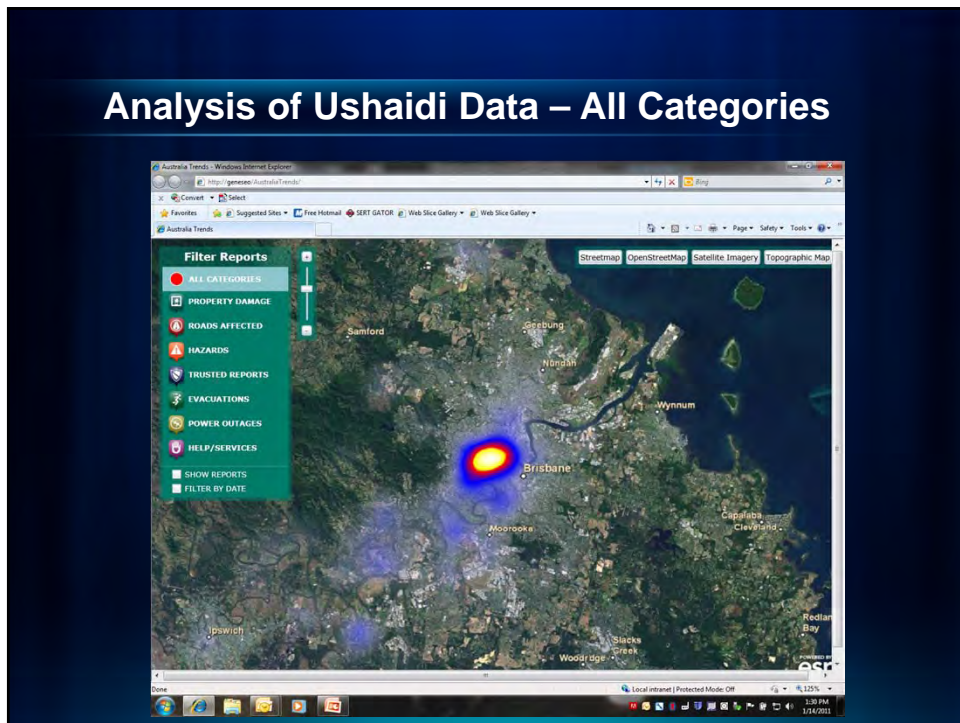 Analysis of Ushaidi Data – All Categories
Australia Trends - Windows Internet Explorer
http://geneseo/AustraliaTrends/
Bing
x Convert Select
Favorites Suggested Sites Free Hotmail SERT GATOR Web Slice Gallery Web Slice Gallery
Australia Trends
Page Safety Tools
Filter Reports
ALL CATEGORIES
PROPERTY DAMAGE
ROADS AFFECTED
HAZARDS
TRUSTED REPORTS
EVACUATIONS
POWER OUTAGES
HELP/SERVICES
SHOW REPORTS
FILTER BY DATE
Streetmap OpenStreetMap Satellite Imagery Topographic Map
Samford
Geebung
Nundah
Wynnum
Brisbane
Moorooka
Capalaba
Cleveland
Ipswich
Slacks
Creek
Woodridge
Redlan
Bay
POWERED BY
esri
Done
Local intranet | Protected Mode: Off
125%
1:30 PM
1/14/2011